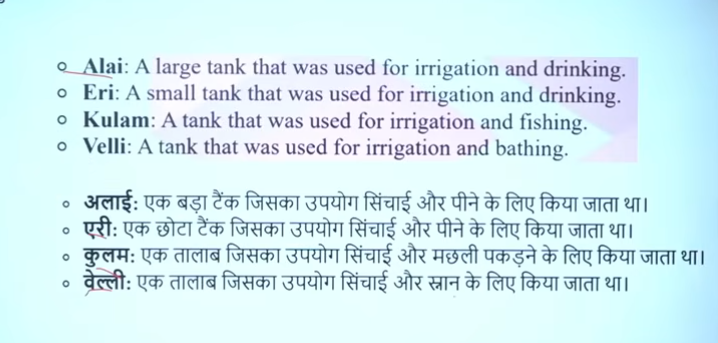 Alai: A large tank that was used for irrigation and drinking.
Eri: A small tank that was used for irrigation and drinking.
Kulam: A tank that was used for irrigation and fishing.
Velli: A tank that was used for irrigation and bathing.
अलाई: एक बड़ा टैंक जिसका उपयोग सिंचाई और पीने के लिए किया जाता था।
एरी: एक छोटा टैंक जिसका उपयोग सिंचाई और पीने के लिए किया जाता था।
कुलम: एक तालाब जिसका उपयोग सिंचाई और मछली पकड़ने के लिए किया जाता था।
वेल्ली: एक तालाब जिसका उपयोग सिंचाई और स्नान के लिए किया जाता था।